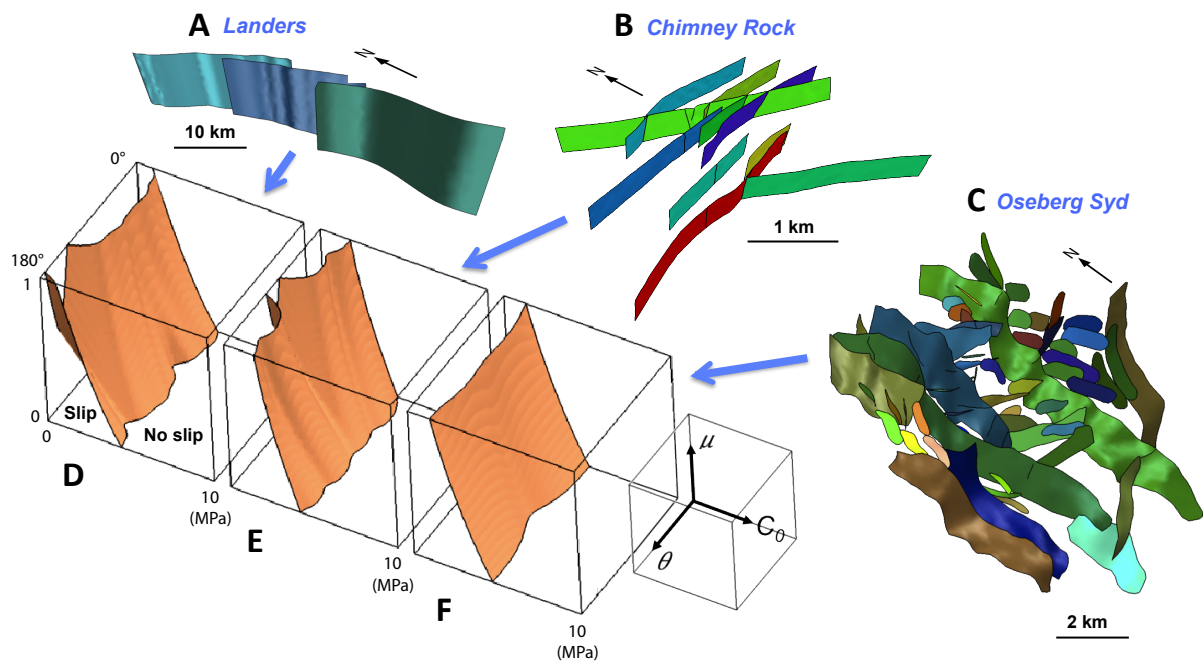 A Landers
N
10 km
B Chimney Rock
N
1 km
C Oseberg Syd
N
2 km
0°
180°
1
0
0
Slip
No slip
10
(MPa)
D
10
(MPa)
E
10
(MPa)
F
μ
C₀
θ